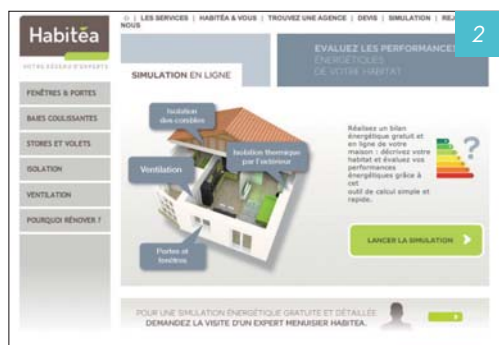 Habitéa
VOTRE RÉSEAU D'EXPERTS
| LES SERVICES | HABITÉA & VOUS | TROUVEZ UNE AGENCE | DEVIS | SIMULATION |
NOUS
2
FENÊTRES & PORTES
BAIES COULISSANTES
STORES ET VOLETS
ISOLATION
VENTILATION
POURQUOI RÉNOVER ?
SIMULATION EN LIGNE
EVALUEZ LES PERFORMANCES
ÉNERGÉTIQUES
DE VOTRE HABITAT
Isolation
des combles
Isolation thermique
par l'extérieur
Ventilation
Portes et
fenêtres
Réalisez un bilan
énergétique gratuit et
en ligne de votre
maison : décrivez votre
habitat et évaluez vos
performances
énergétiques grâce à
cet
outil de calcul simple et
rapide.
?
LANCER LA SIMULATION
POUR UNE SIMULATION ÉNERGÉTIQUE GRATUITE ET DÉTAILLÉE
DEMANDEZ LA VISITE D'UN EXPERT MENUISIER HABITÉA.